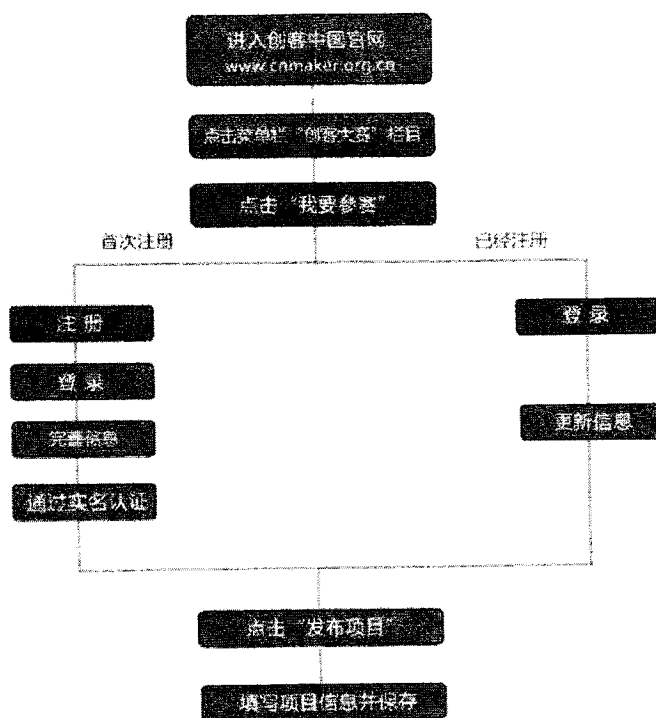 进入创客中国官网
www.cnmaker.org.cn
点击菜单栏“创客大赛”栏目
点击“我要参赛”
首次注册
已经注册
注 册
登 录
登 录
完善信息
更新信息
通过实名认证
点击“发布项目”
填写项目信息并保存